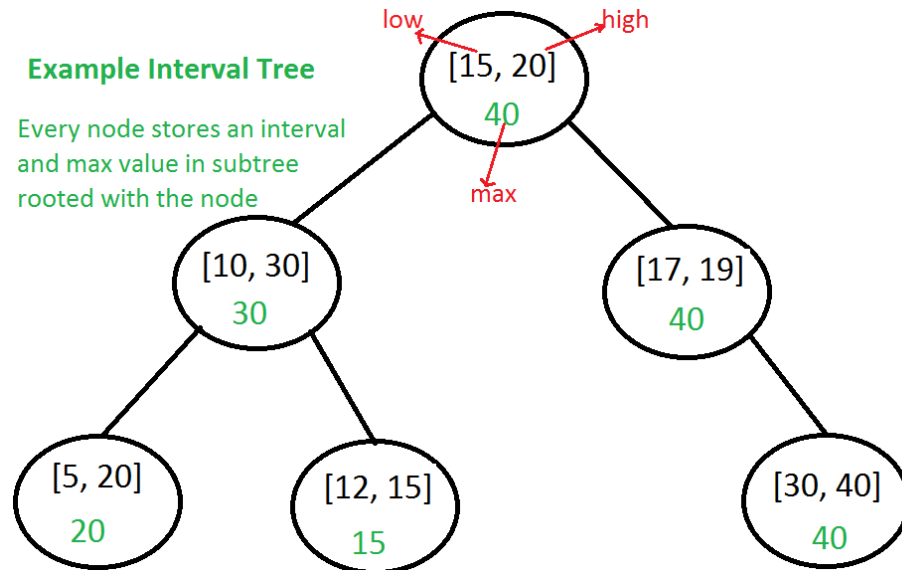 low
high
Example Interval Tree
[15, 20]
40
Every node stores an interval
and max value in subtree
rooted with the node
max
[10, 30]
30
[17, 19]
40
[5, 20]
20
[12, 15]
15
[30, 40]
40